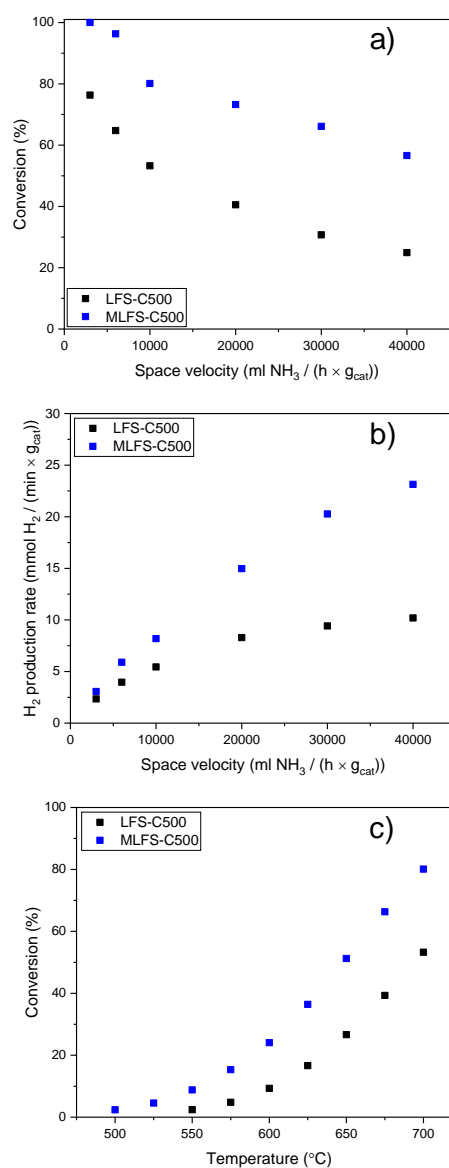 100
80
60
40
20
0
Conversion (%)
a)
LFS-C500
MLFS-C500
0 10000 20000 30000 40000
Space velocity (ml NH₃ / (h × g_cat))
30
25
20
15
10
5
0
H₂ production rate (mmol H₂ / (min × g_cat))
LFS-C500
MLFS-C500
b)
0 10000 20000 30000 40000
Space velocity (ml NH₃ / (h × g_cat))
100
80
60
40
20
0
Conversion (%)
LFS-C500
MLFS-C500
c)
500 550 600 650 700
Temperature (°C)